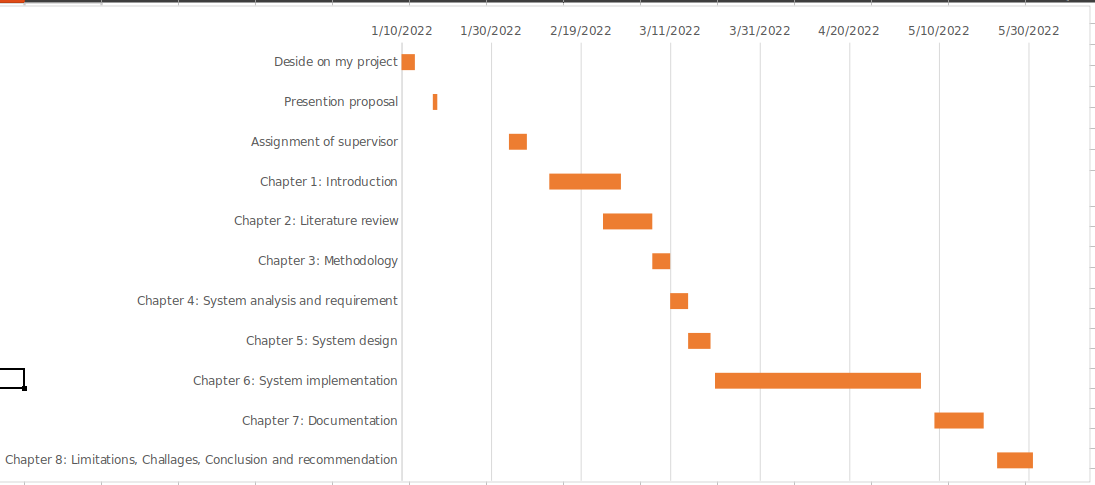 1/10/2022 1/30/2022 2/19/2022 3/11/2022 3/31/2022 4/20/2022 5/10/2022 5/30/2022
Deside on my project
Presention proposal
Assignment of supervisor
Chapter 1: Introduction
Chapter 2: Literature review
Chapter 3: Methodology
Chapter 4: System analysis and requirement
Chapter 5: System design
Chapter 6: System implementation
Chapter 7: Documentation
Chapter 8: Limitations, Challages, Conclusion and recommendation